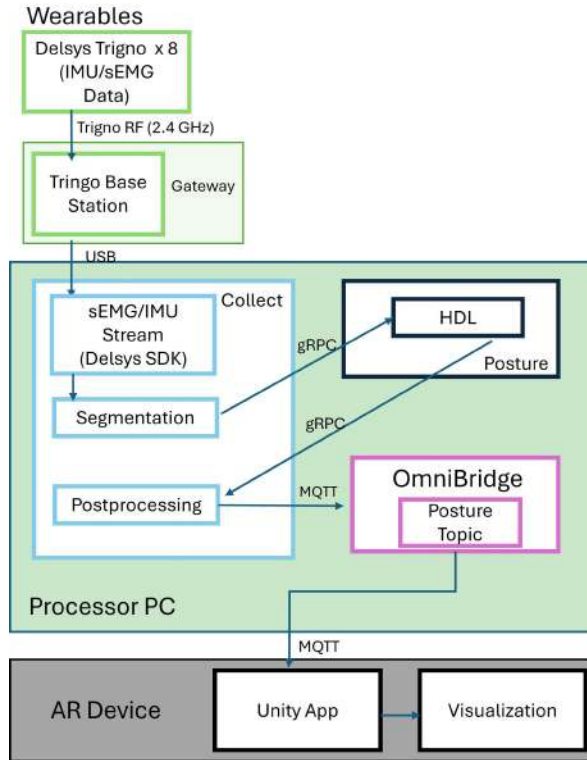 Wearables
Delsys Trigno x 8
(IMU/sEMG
Data)
Trigno RF (2.4 GHz)
Tringo Base
Station
Gateway
USB
sEMG/IMU
Stream
(Delsys SDK)
Collect
HDL
Posture
gRPC
Segmentation
gRPC
Postprocessing
MQTT
OmniBridge
Posture
Topic
Processor PC
MQTT
AR Device
Unity App
Visualization